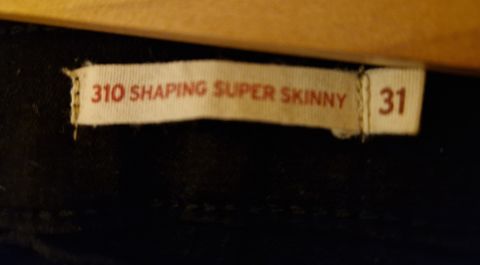 310 SHAPING SUPER SKINNY 31